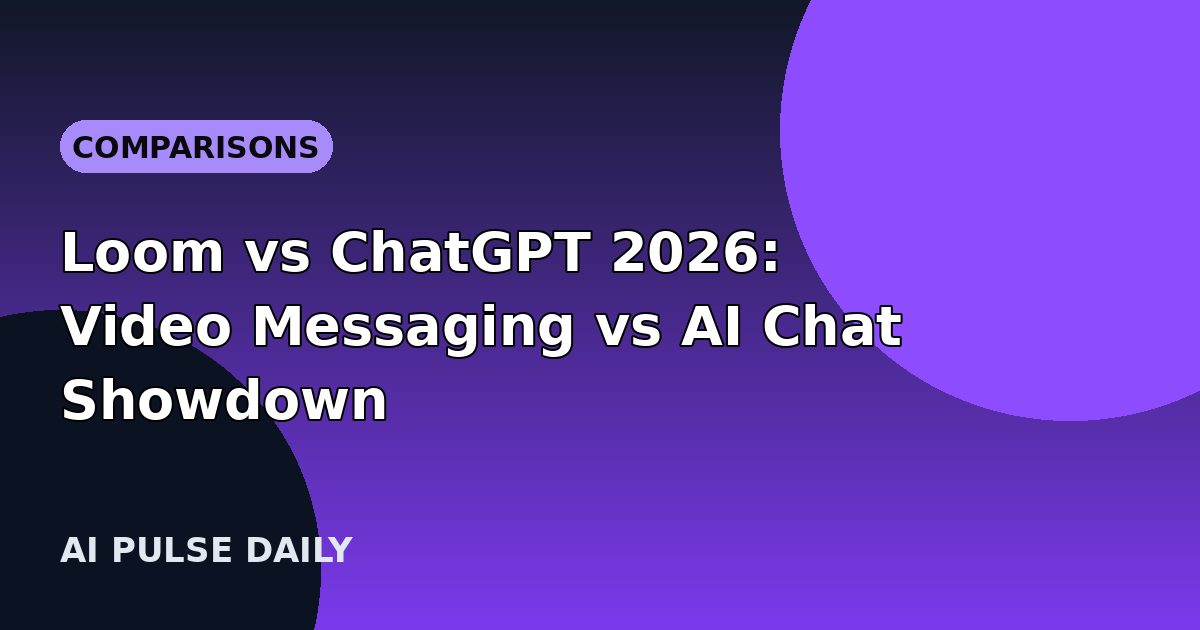 COMPARISONS
Loom vs ChatGPT 2026:
Video Messaging vs AI Chat
Showdown
AI PULSE DAILY